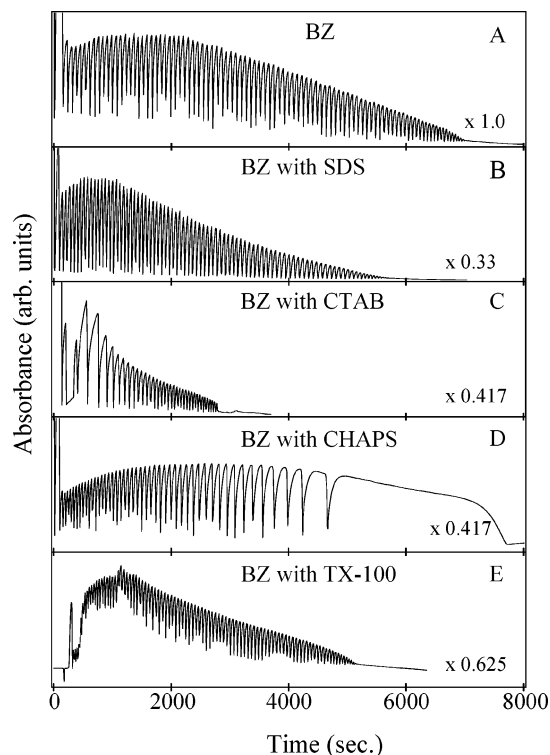 BZ
A
x 1.0
BZ with SDS
B
x 0.33
BZ with CTAB
C
x 0.417
BZ with CHAPS
D
x 0.417
BZ with TX-100
E
x 0.625
Absorbance (arb. units)
0 2000 4000 6000 8000
Time (sec.)